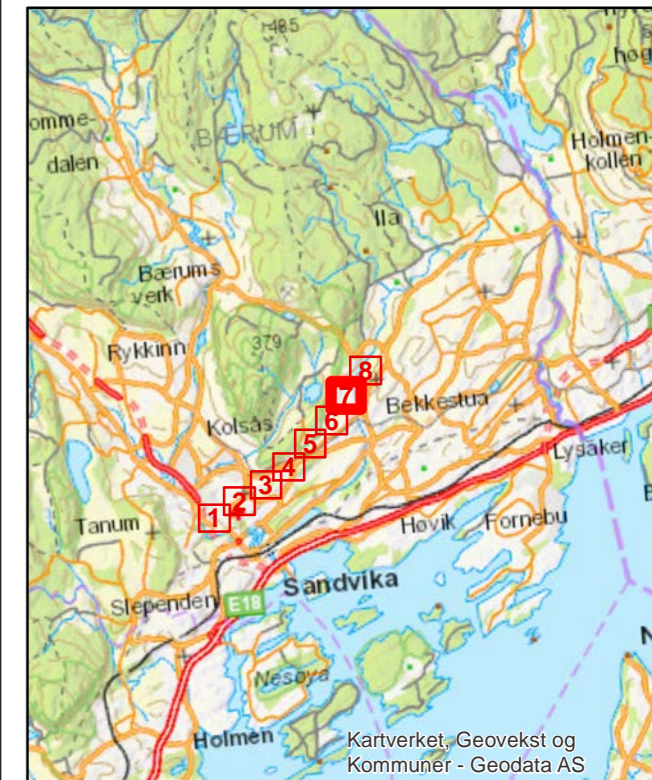 485
omme-
dalen
BÆRUM
Holmen-
kollen
Ila
Bærums
verk
Rykkinn
379
8
7
Bekkestua
6
Kolsås
5
4
3
2
1
Lysaker
Tanum
Høvik
Fornebu
Sandvika
Slependen
E18
Nesøya
Holmen
Kartverket, Geovekst og
Kommuner - Geodata AS